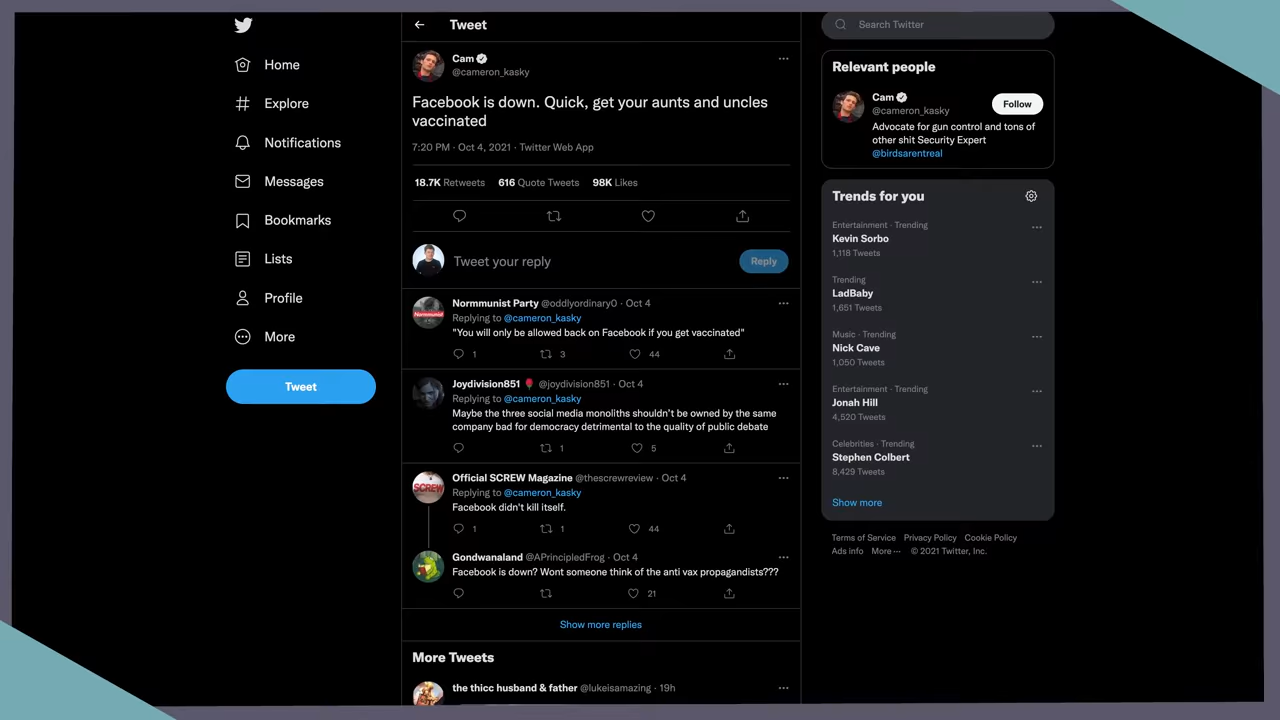 Home
Explore
Notifications
Messages
Bookmarks
Lists
Profile
More
Tweet
Tweet
Cam
@cameron_kasky
Facebook is down. Quick, get your aunts and uncles
vaccinated
7:20 PM · Oct 4, 2021 · Twitter Web App
18.7K Retweets 616 Quote Tweets 98K Likes
Tweet your reply
Reply
Normmunist Party @oddlyordinary0 · Oct 4
Replying to @cameron_kasky
"You will only be allowed back on Facebook if you get vaccinated"
1 3 44
Joydivision851 @joydivision851 · Oct 4
Replying to @cameron_kasky
Maybe the three social media monoliths shouldn't be owned by the same
company bad for democracy detrimental to the quality of public debate
1 5
SCREW
Official SCREW Magazine @thescrewreview · Oct 4
Replying to @cameron_kasky
Facebook didn't kill itself.
1 1 44
Gondwanaland @APrincipledFrog · Oct 4
Facebook is down? Wont someone think of the anti vax propagandists???
21
Show more replies
More Tweets
the thicc husband & father @lukeisamazing · 19h
Search Twitter
Relevant people
Cam
@cameron_kasky
Follow
Advocate for gun control and tons of
other shit Security Expert
@birdsarentreal
Trends for you
Entertainment · Trending
Kevin Sorbo
1,118 Tweets
Trending
LadBaby
1,651 Tweets
Music · Trending
Nick Cave
1,050 Tweets
Entertainment · Trending
Jonah Hill
4,520 Tweets
Celebrities · Trending
Stephen Colbert
8,429 Tweets
Show more
Terms of Service Privacy Policy Cookie Policy
Ads info More ··· © 2021 Twitter, Inc.